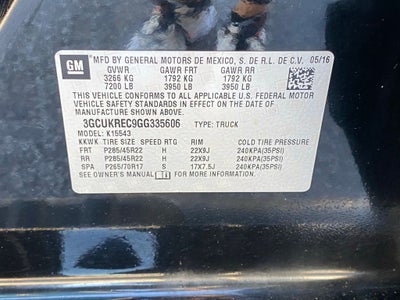 GM
MFD BY GENERAL MOTORS DE MEXICO, S. DE R.L. DE C.V. 05/16
GVWR GAWR FRT GAWR RR
3266 KG 1792 KG 1792 KG
7200 LB 3950 LB 3950 LB
THIS VEHICLE CONFORMS TO ALL APPLICABLE U.S. FEDERAL MOTOR
VEHICLE SAFETY STANDARDS IN EFFECT ON THE DATE OF
MANUFACTURE SHOWN ABOVE.
3GCUKREC9GG335606 TYPE: TRUCK
MODEL: K15543
KKWK TIRE SIZE SPEED RTG RIM COLD TIRE PRESSURE
FRT P285/45R22 H 22X9J 240KPA(35PSI)
RR P285/45R22 H 22X9J 240KPA(35PSI)
SPA P265/70R17 S 17X7.5J 240KPA(35PSI)
SEE OWNER'S MANUAL FOR MORE INFORMATION.